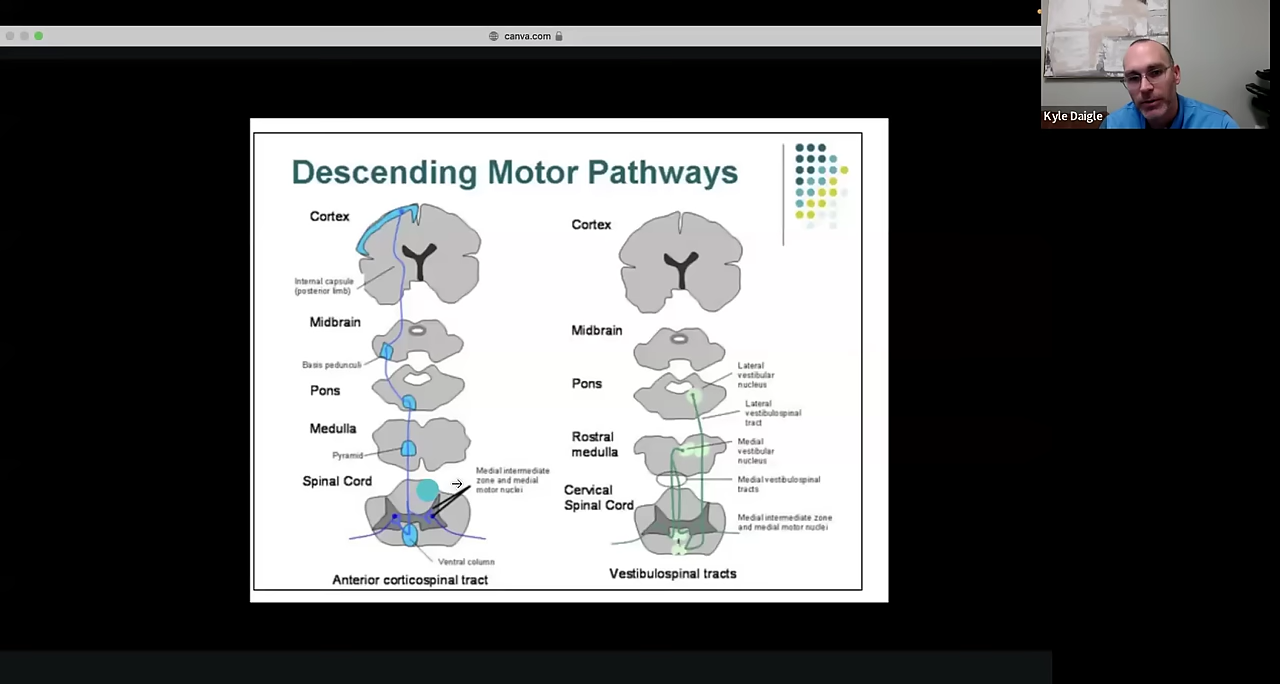 canva.com
Kyle Daigle
Descending Motor Pathways
Cortex
Internal capsule
(posterior limb)
Midbrain
Basis pedunculi
Pons
Medulla
Pyramid
Spinal Cord
Medial intermediate
zone and medial
motor nuclei
Ventral column
Anterior corticospinal tract
Cortex
Midbrain
Pons
Lateral
vestibular
nucleus
Lateral
vestibulospinal
tract
Rostral
medulla
Medial
vestibular
nucleus
Medial vestibulospinal
tracts
Cervical
Spinal Cord
Medial intermediate zone
and medial motor nuclei
Vestibulospinal tracts